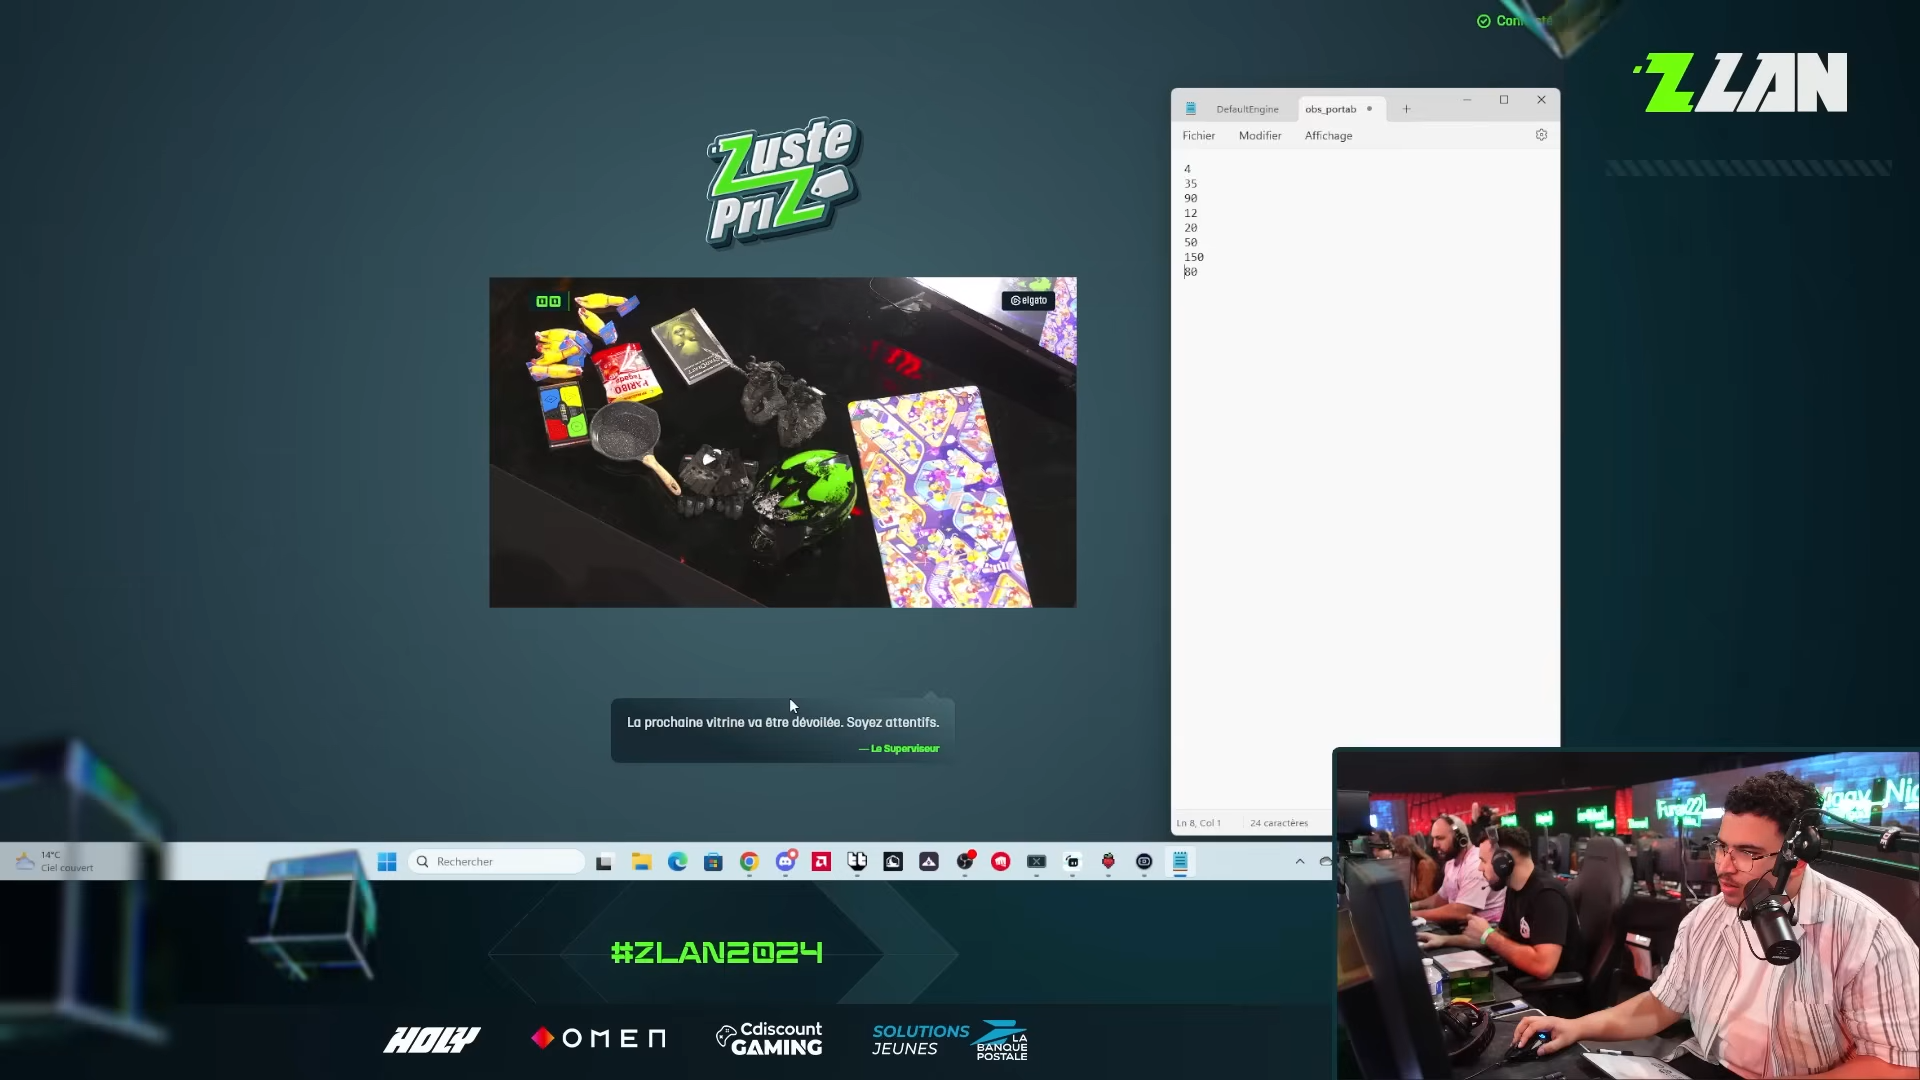 Zuste
PriZ
elgato
HARIBO
Tagada
La prochaine vitrine va être dévoilée. Soyez attentifs.
— Le Superviseur
DefaultEngine
obs_portab
Fichier
Modifier
Affichage
4
35
90
12
20
50
150
80
Ln 8, Col 1
24 caractères
ZLAN
14°C
Ciel couvert
Rechercher
#ZLAN2024
HOLY
OMEN
Cdiscount
GAMING
SOLUTIONS
JEUNES
LA
BANQUE
POSTALE